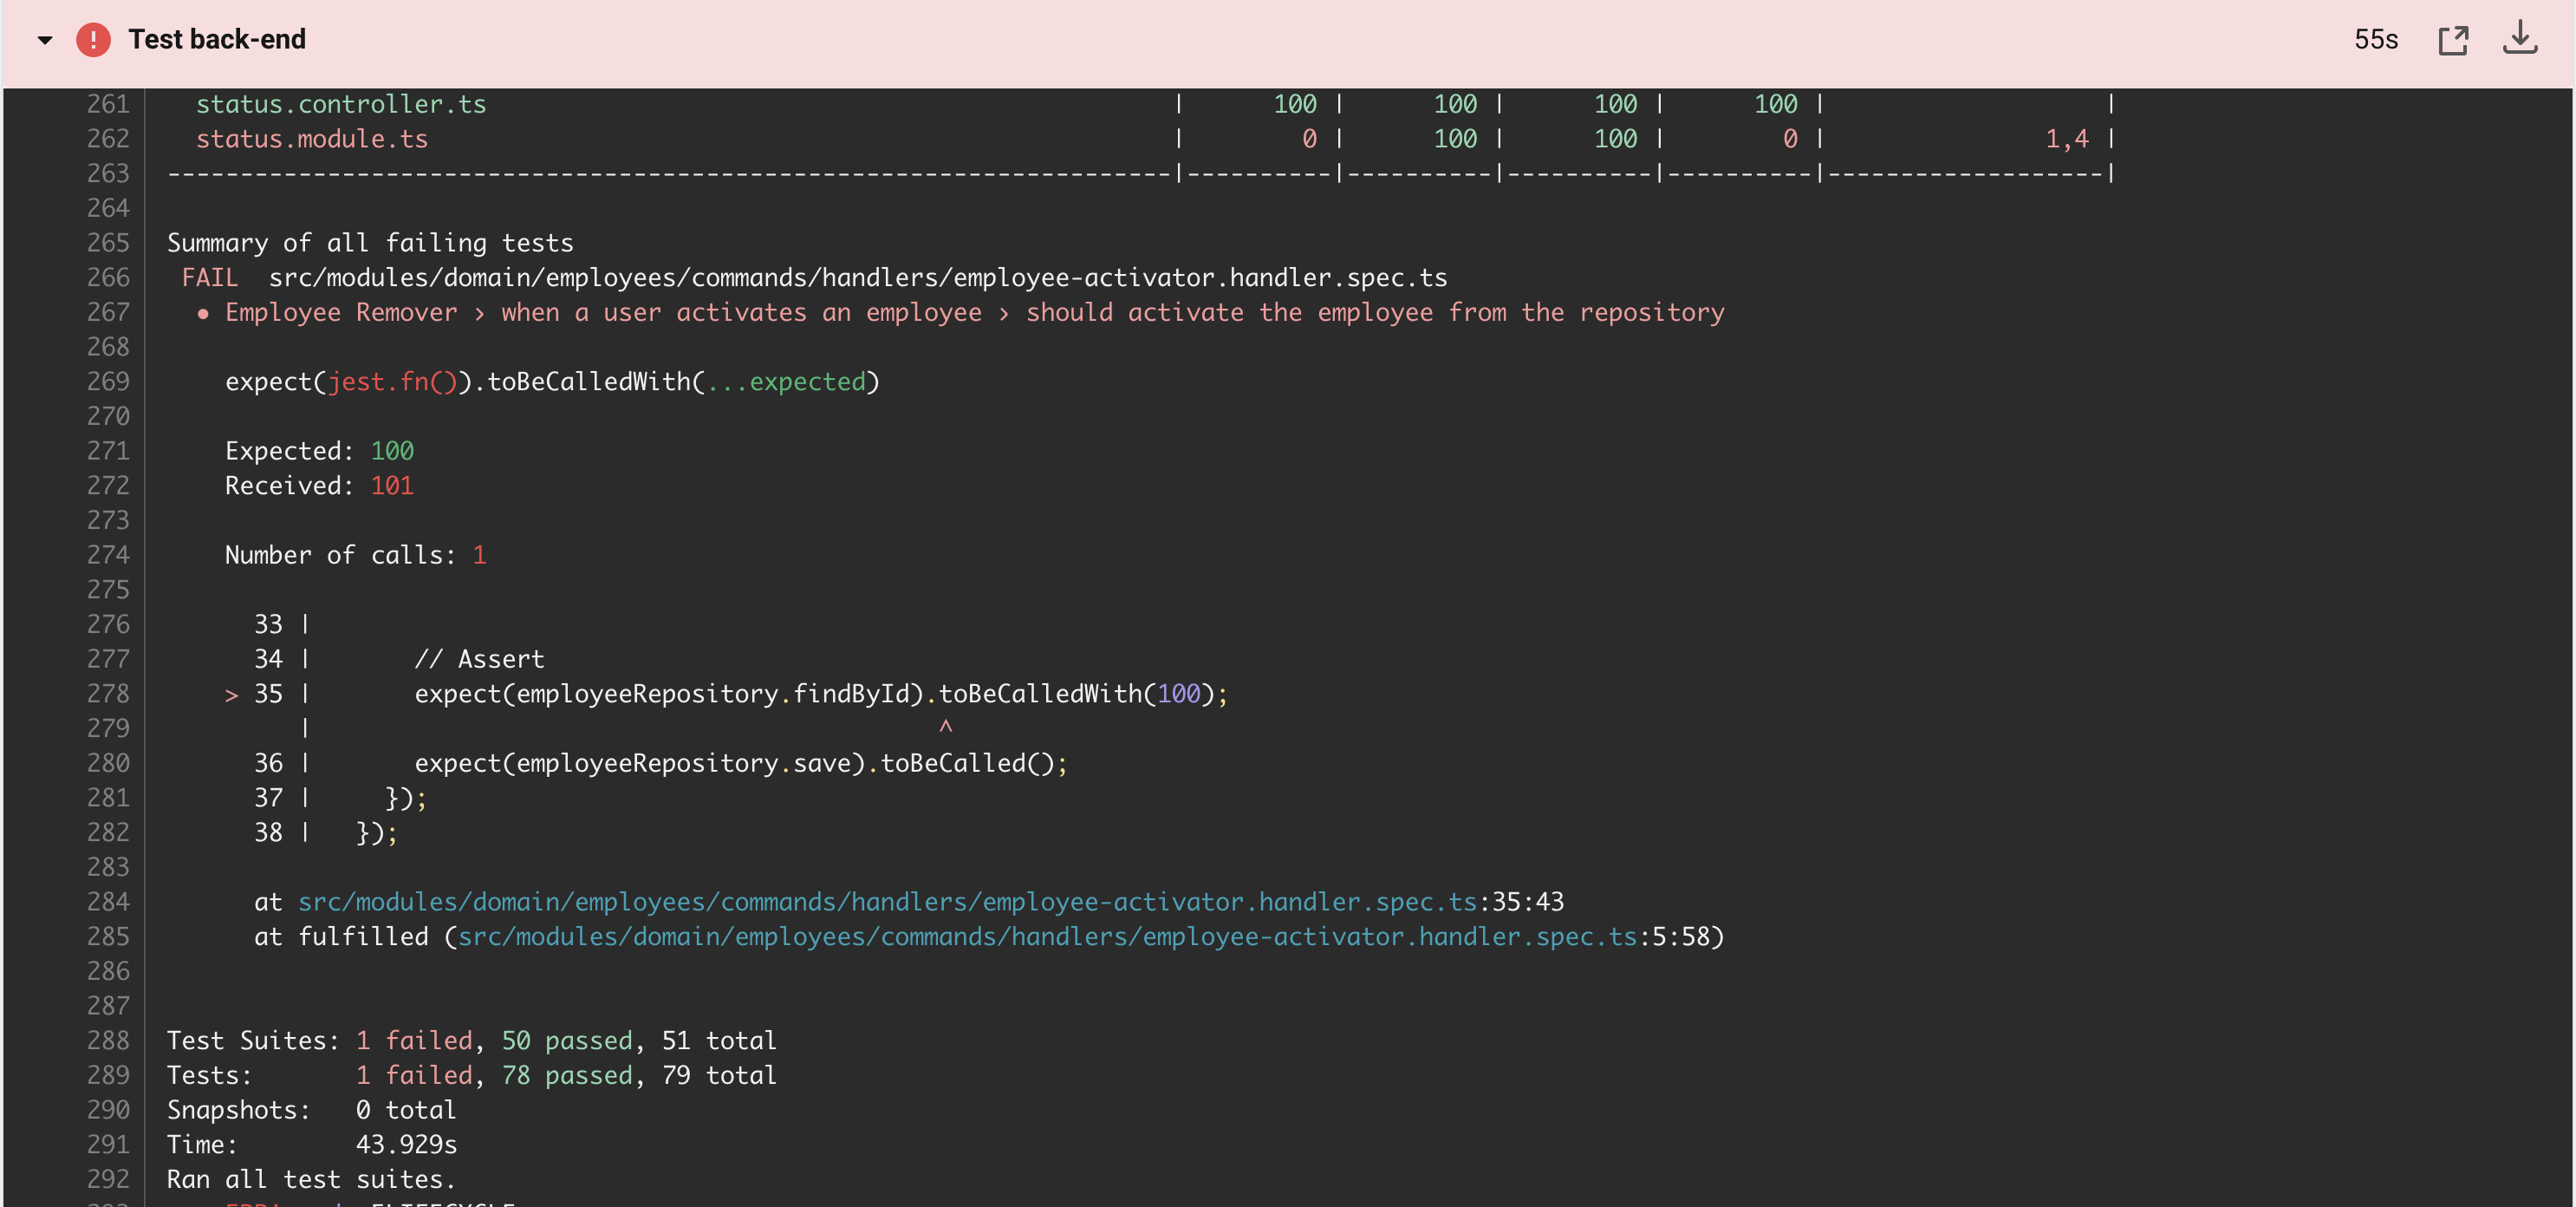 Test back-end 55s
261 status.controller.ts | 100 | 100 | 100 | 100 | |
262 status.module.ts | 0 | 100 | 100 | 0 | 1,4 |
263 ---------------------------------------------------------------------|----------|----------|----------|----------|-------------------|
264
265 Summary of all failing tests
266 FAIL src/modules/domain/employees/commands/handlers/employee-activator.handler.spec.ts
267 ● Employee Remover › when a user activates an employee › should activate the employee from the repository
268
269 expect(jest.fn()).toBeCalledWith(...expected)
270
271 Expected: 100
272 Received: 101
273
274 Number of calls: 1
275
276 33 |
277 34 | // Assert
278 > 35 | expect(employeeRepository.findById).toBeCalledWith(100);
279 | ^
280 36 | expect(employeeRepository.save).toBeCalled();
281 37 | });
282 38 | });
283
284 at src/modules/domain/employees/commands/handlers/employee-activator.handler.spec.ts:35:43
285 at fulfilled (src/modules/domain/employees/commands/handlers/employee-activator.handler.spec.ts:5:58)
286
287
288 Test Suites: 1 failed, 50 passed, 51 total
289 Tests: 1 failed, 78 passed, 79 total
290 Snapshots: 0 total
291 Time: 43.929s
292 Ran all test suites.